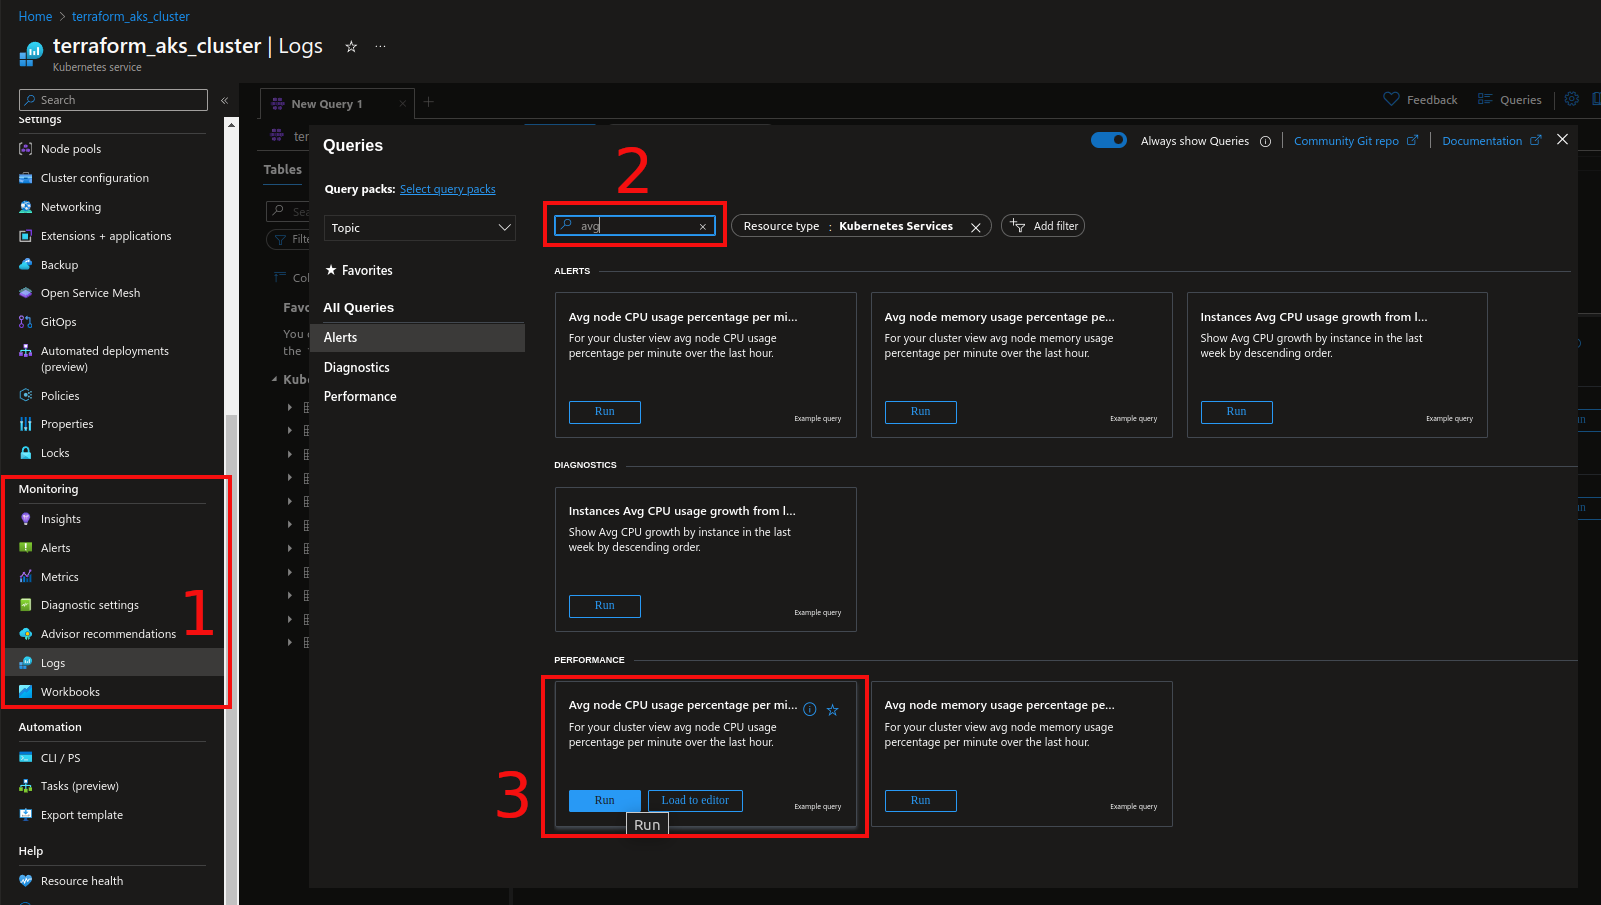 Home > terraform_aks_cluster
terraform_aks_cluster | Logs
Kubernetes service
Search
Settings
Node pools
Cluster configuration
Networking
Extensions + applications
Backup
Open Service Mesh
GitOps
Automated deployments
(preview)
Policies
Properties
Locks
Monitoring
Insights
Alerts
Metrics
Diagnostic settings
Advisor recommendations
1
Logs
Workbooks
Automation
CLI / PS
Tasks (preview)
Export template
Help
Resource health
New Query 1
Feedback
Queries
ter
Tables
Sea
Filte
Col
Favo
You
the
Kube
Queries
Always show Queries
Community Git repo
Documentation
Query packs: Select query packs
2
Topic
avg
Resource type : Kubernetes Services
Add filter
Favorites
All Queries
Alerts
Diagnostics
Performance
ALERTS
Avg node CPU usage percentage per mi...
For your cluster view avg node CPU usage
percentage per minute over the last hour.
Run
Example query
Avg node memory usage percentage pe...
For your cluster view avg node memory usage
percentage per minute over the last hour.
Run
Example query
Instances Avg CPU usage growth from l...
Show Avg CPU growth by instance in the last
week by descending order.
Run
Example query
DIAGNOSTICS
Instances Avg CPU usage growth from l...
Show Avg CPU growth by instance in the last
week by descending order.
Run
Example query
PERFORMANCE
3
Avg node CPU usage percentage per mi...
For your cluster view avg node CPU usage
percentage per minute over the last hour.
Run
Load to editor
Example query
Run
Avg node memory usage percentage pe...
For your cluster view avg node memory usage
percentage per minute over the last hour.
Run
Example query